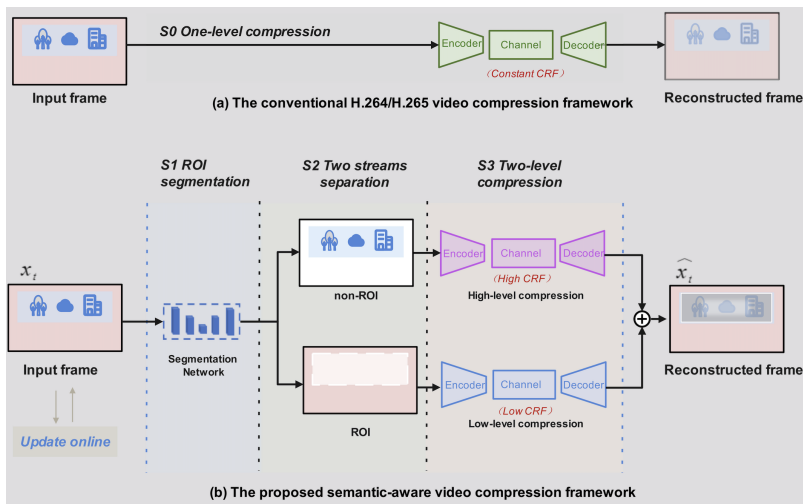 S0 One-level compression
Encoder
Channel
Decoder
(Constant CRF)
Input frame
Reconstructed frame
(a) The conventional H.264/H.265 video compression framework
S1 ROI
segmentation
S2 Two streams
separation
S3 Two-level
compression
x_t
Segmentation
Network
Input frame
Update online
non-ROI
ROI
Encoder
Channel
Decoder
(High CRF)
High-level compression
Encoder
Channel
Decoder
(Low CRF)
Low-level compression
+
\widehat{x_t}
Reconstructed frame
(b) The proposed semantic-aware video compression framework